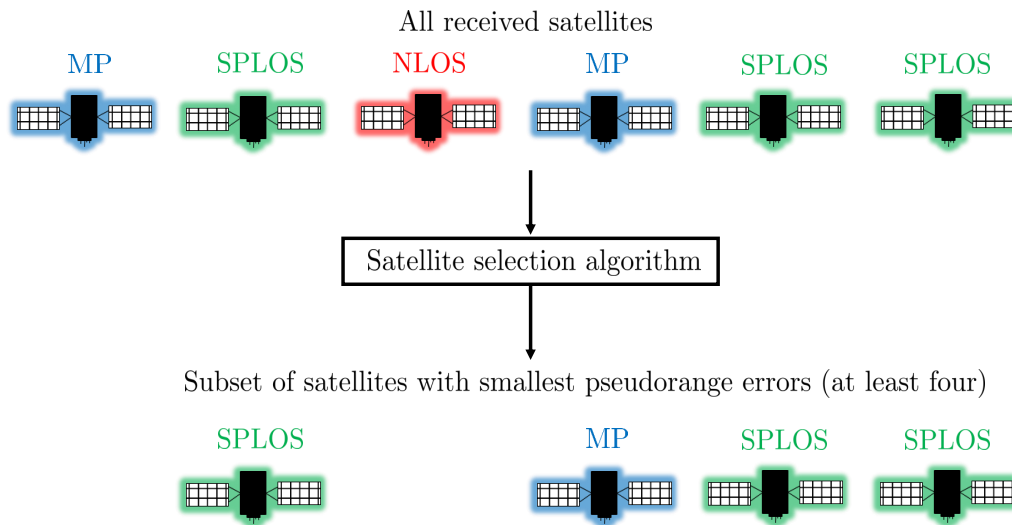 All received satellites
MP SPLOS NLOS MP SPLOS SPLOS
Satellite selection algorithm
Subset of satellites with smallest pseudorange errors (at least four)
SPLOS MP SPLOS SPLOS